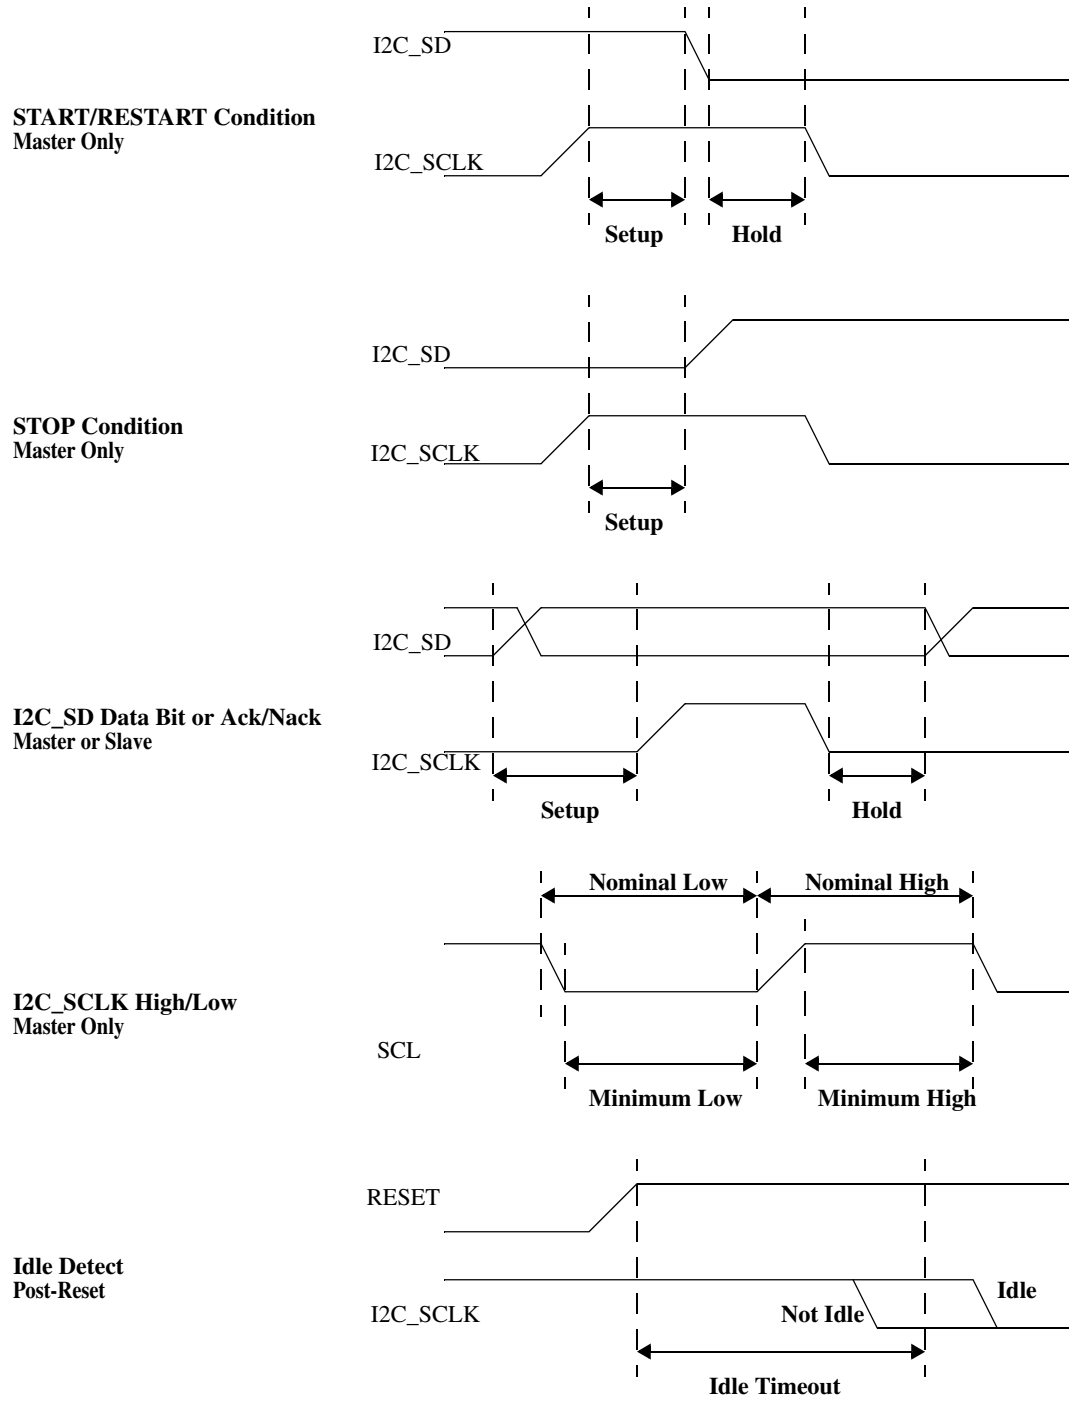 I2C_SD
START/RESTART Condition
Master Only
I2C_SCLK
Setup
Hold
I2C_SD
STOP Condition
Master Only
I2C_SCLK
Setup
I2C_SD
I2C_SD Data Bit or Ack/Nack
Master or Slave
I2C_SCLK
Setup
Hold
Nominal Low
Nominal High
I2C_SCLK High/Low
Master Only
SCL
Minimum Low
Minimum High
RESET
Idle Detect
Post-Reset
I2C_SCLK
Not Idle
Idle
Idle Timeout